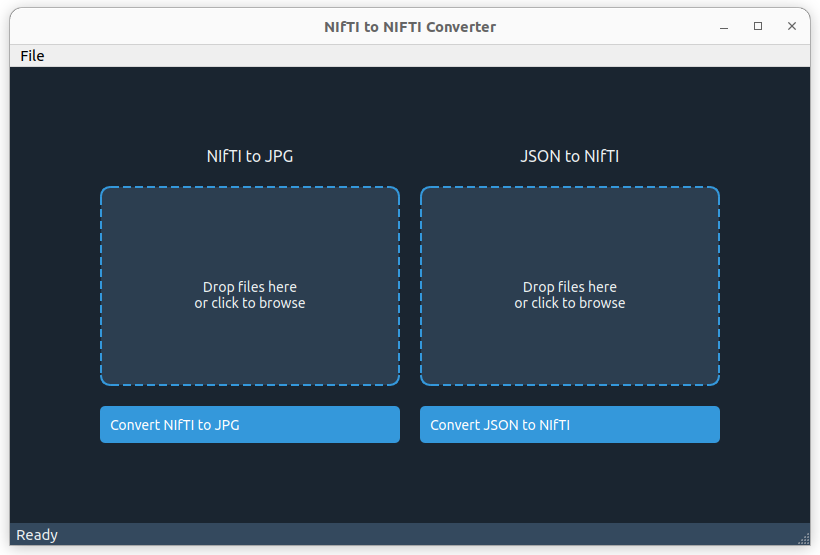 NIfTI to NIFTI Converter
File
NIfTI to JPG
JSON to NIfTI
Drop files here
or click to browse
Drop files here
or click to browse
Convert NIfTI to JPG
Convert JSON to NIfTI
Ready